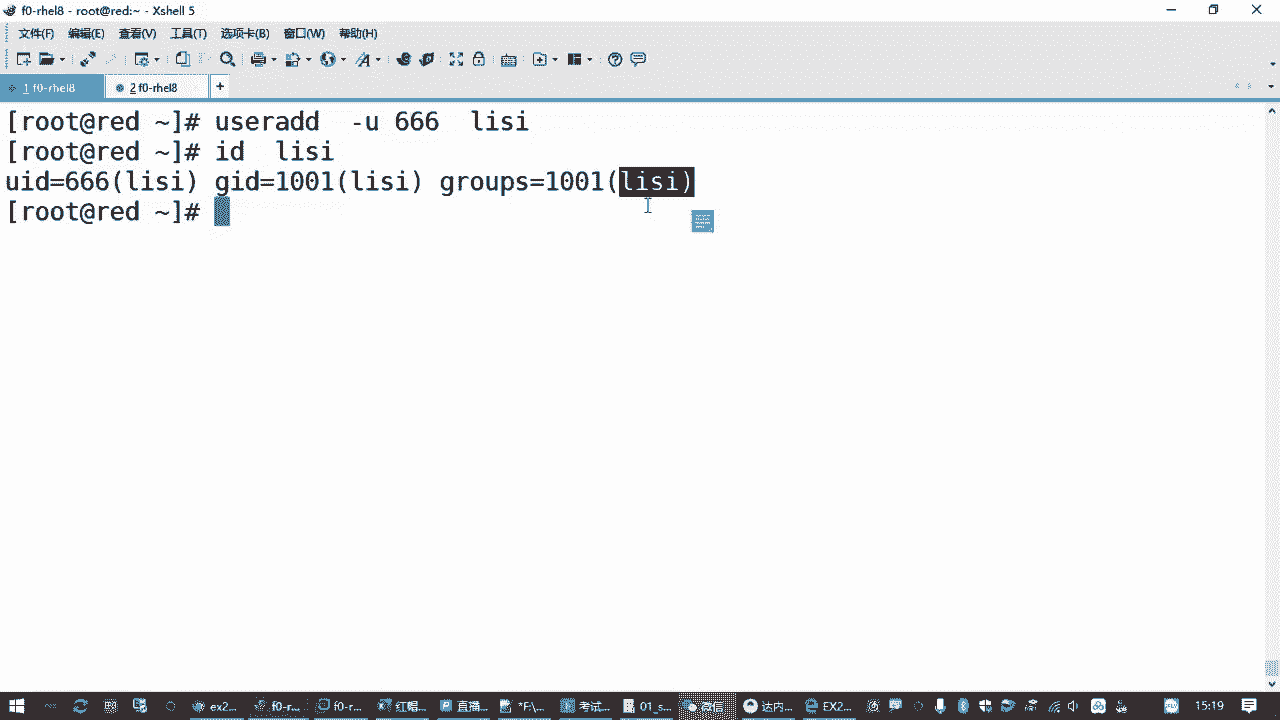 f0-rhel8 - root@red:~ - Xshell 5
文件(F) 编辑(E) 查看(V) 工具(T) 选项卡(B) 窗口(W) 帮助(H)
1 f0-rhel8 2 f0-rhel8 +
[root@red ~]# useradd  -u 666  lisi
[root@red ~]# id  lisi
uid=666(lisi) gid=1001(lisi) groups=1001(lisi)
[root@red ~]#
ex2... f0-r... f0-r... 红帽... 直播... *F:\... 考试... 01_s... 微信 达内... EX2... 15:19